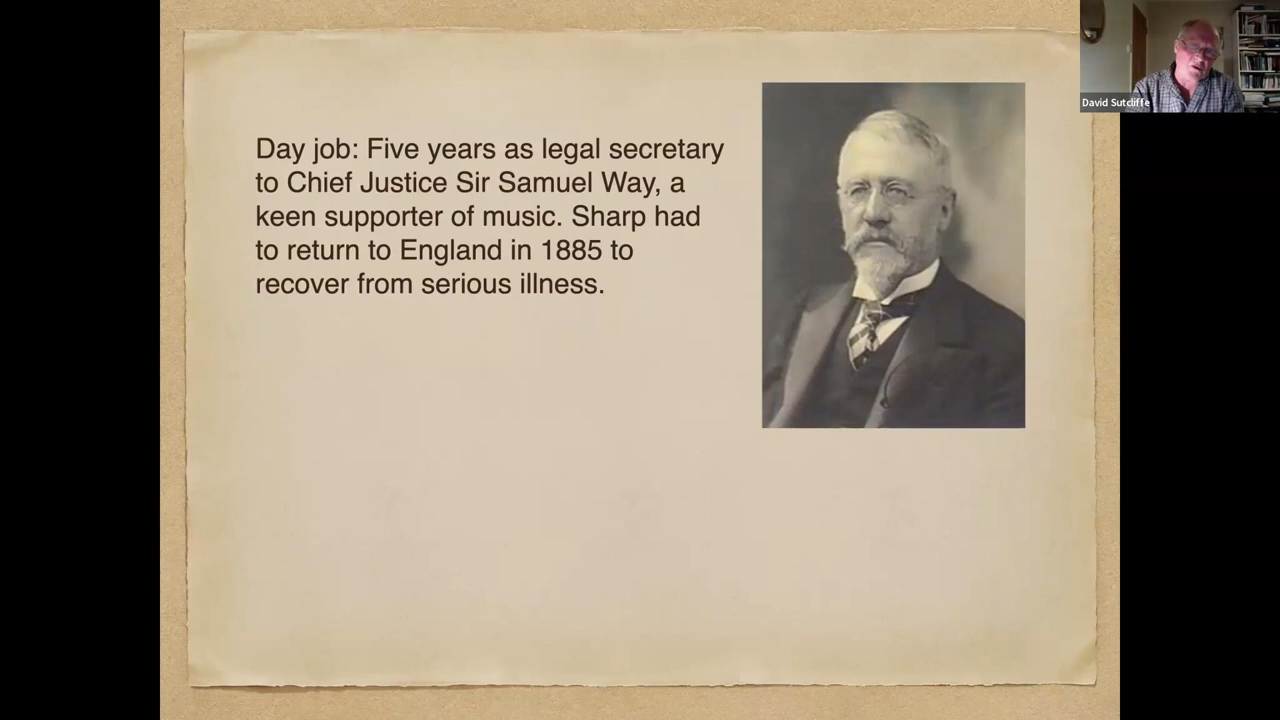 Day job: Five years as legal secretary
to Chief Justice Sir Samuel Way, a
keen supporter of music. Sharp had
to return to England in 1885 to
recover from serious illness.
David Sutcliffe